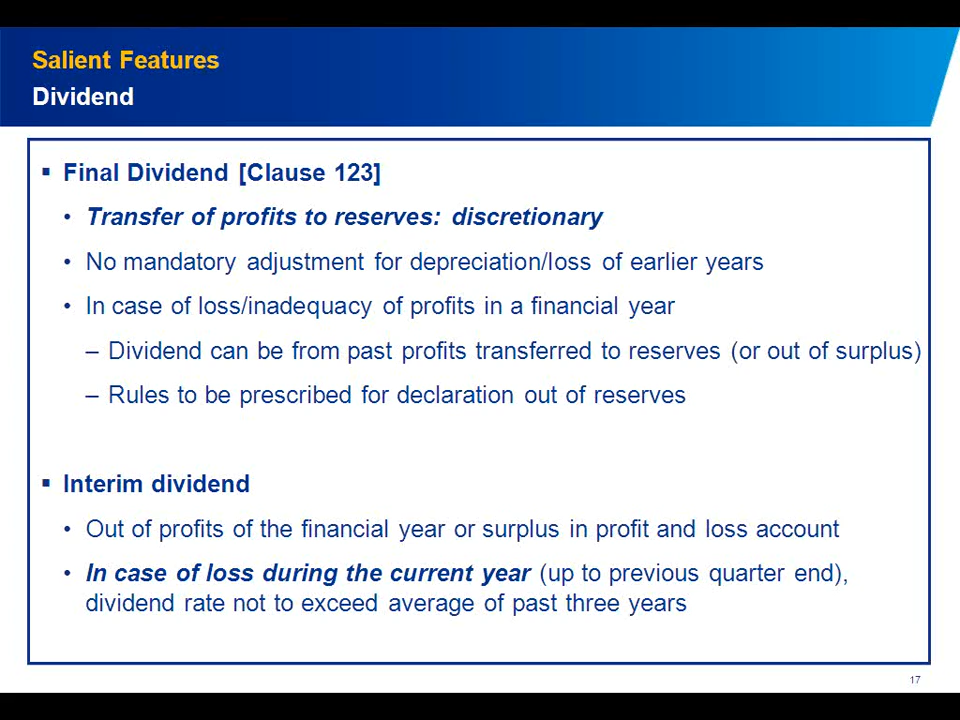 Salient Features
Dividend
▪ Final Dividend [Clause 123]
• Transfer of profits to reserves: discretionary
• No mandatory adjustment for depreciation/loss of earlier years
• In case of loss/inadequacy of profits in a financial year
– Dividend can be from past profits transferred to reserves (or out of surplus)
– Rules to be prescribed for declaration out of reserves
▪ Interim dividend
• Out of profits of the financial year or surplus in profit and loss account
• In case of loss during the current year (up to previous quarter end),
dividend rate not to exceed average of past three years
17